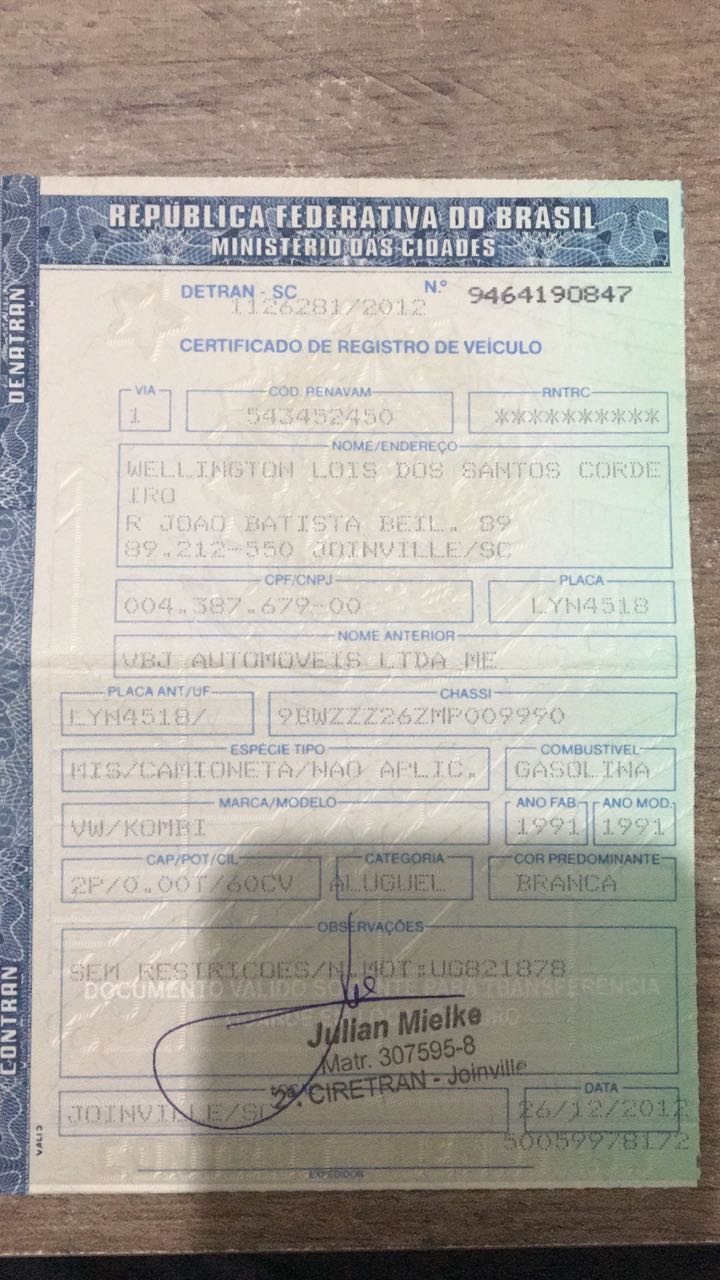 REPÚBLICA FEDERATIVA DO BRASIL
MINISTÉRIO DAS CIDADES
DENATRAN
CONTRAN
DETRAN - SC N.º 9464190847
1126281/2012
CERTIFICADO DE REGISTRO DE VEÍCULO
VIA CÓD. RENAVAM RNTRC
1 543452450 **********
NOME/ENDEREÇO
WELLINGTON LOIS DOS SANTOS CORDE
IRO
R JOAO BATISTA BEIL. 89
89.212-550 JOINVILLE/SC
CPF/CNPJ PLACA
004.387.679-00 LYN4518
NOME ANTERIOR
VBJ AUTOMOVEIS LTDA ME
PLACA ANT/UF CHASSI
LYN4518/ 9BWZZZ26ZMP009990
ESPÉCIE TIPO COMBUSTÍVEL
MIS/CAMIONETA/NAO APLIC. GASOLINA
MARCA/MODELO ANO FAB. ANO MOD.
VW/KOMBI 1991 1991
CAP/POT/CIL CATEGORIA COR PREDOMINANTE
2P/0.00T/60CV ALUGUEL BRANCA
OBSERVAÇÕES
SEM RESTRICOES/N.MOT:UG821878
DOCUMENTO VALIDO SOMENTE PARA TRANSFERÊNCIA
Julian Mielke
Matr. 307595-8
2ª. CIRETRAN - Joinville
LOCAL DATA
JOINVILLE/SC 26/12/2012
50059978172
EXPEDIDOR